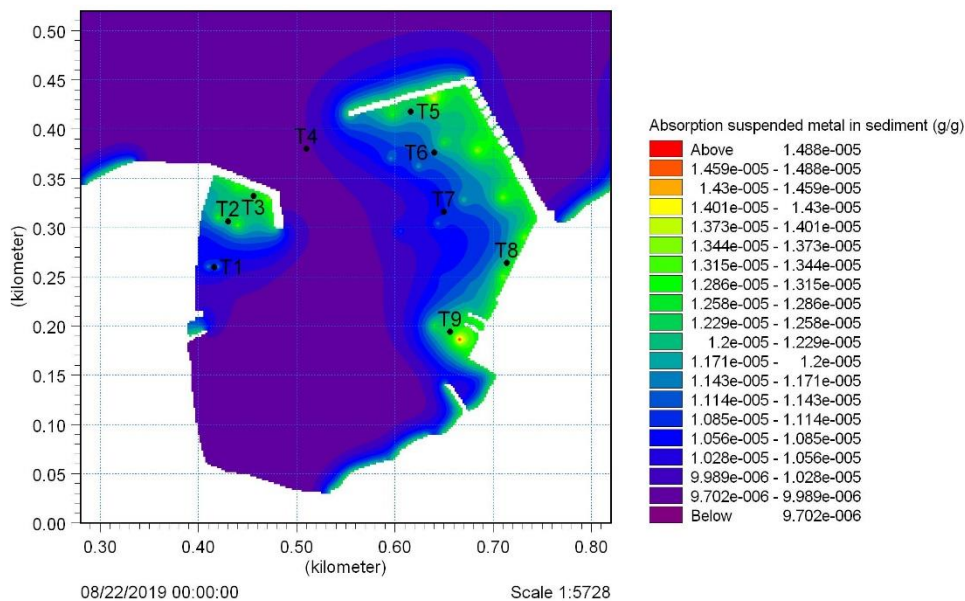 0.50
0.45
0.40
0.35
0.30
0.25
0.20
0.15
0.10
0.05
0.00
(kilometer)
T5
T4
T6
T2 T3
T7
T1
T8
T9
0.30 0.40 0.50 0.60 0.70 0.80
(kilometer)
08/22/2019 00:00:00 Scale 1:5728
Absorption suspended metal in sediment (g/g)
Above 1.488e-005
1.459e-005 - 1.488e-005
1.43e-005 - 1.459e-005
1.401e-005 - 1.43e-005
1.373e-005 - 1.401e-005
1.344e-005 - 1.373e-005
1.315e-005 - 1.344e-005
1.286e-005 - 1.315e-005
1.258e-005 - 1.286e-005
1.229e-005 - 1.258e-005
1.2e-005 - 1.229e-005
1.171e-005 - 1.2e-005
1.143e-005 - 1.171e-005
1.114e-005 - 1.143e-005
1.085e-005 - 1.114e-005
1.056e-005 - 1.085e-005
1.028e-005 - 1.056e-005
9.989e-006 - 1.028e-005
9.702e-006 - 9.989e-006
Below 9.702e-006